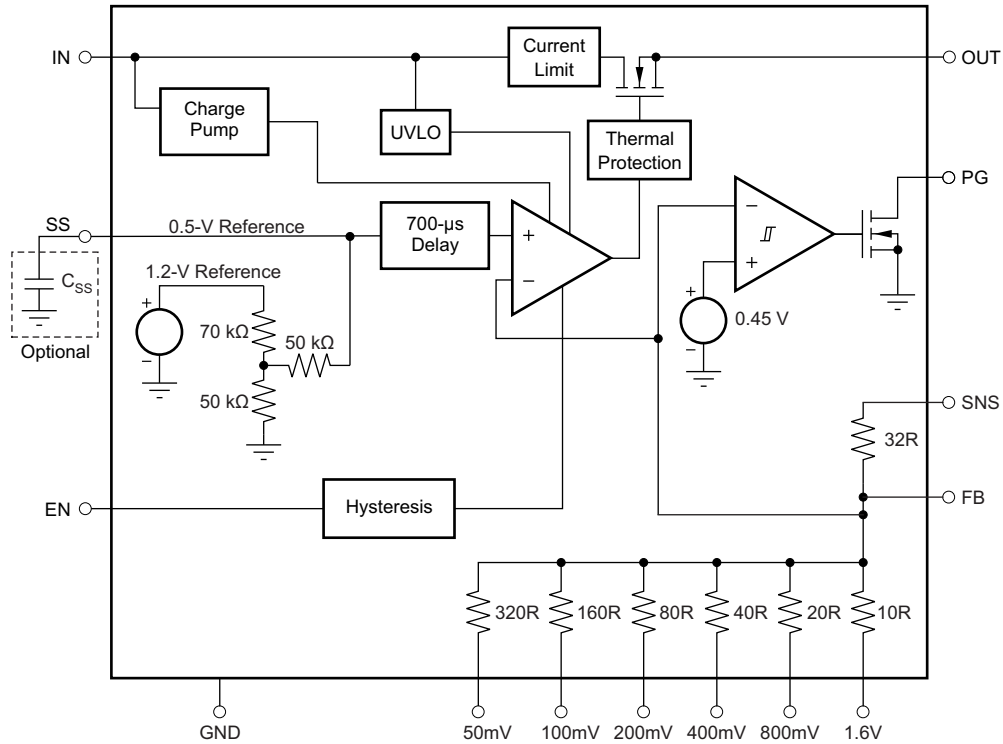 IN
Current
Limit
OUT
Charge
Pump
UVLO
Thermal
Protection
PG
SS
0.5-V Reference
700-µs
Delay
+
−
−
+
C_SS
Optional
1.2-V Reference
+
−
70 kΩ
50 kΩ
50 kΩ
+
−
0.45 V
SNS
32R
FB
EN
Hysteresis
320R
160R
80R
40R
20R
10R
GND
50mV
100mV
200mV
400mV
800mV
1.6V